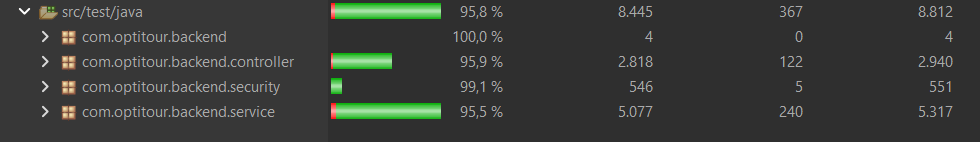 src/test/java 95,8 % 8.445 367 8.812
com.optitour.backend 100,0 % 4 0 4
com.optitour.backend.controller 95,9 % 2.818 122 2.940
com.optitour.backend.security 99,1 % 546 5 551
com.optitour.backend.service 95,5 % 5.077 240 5.317